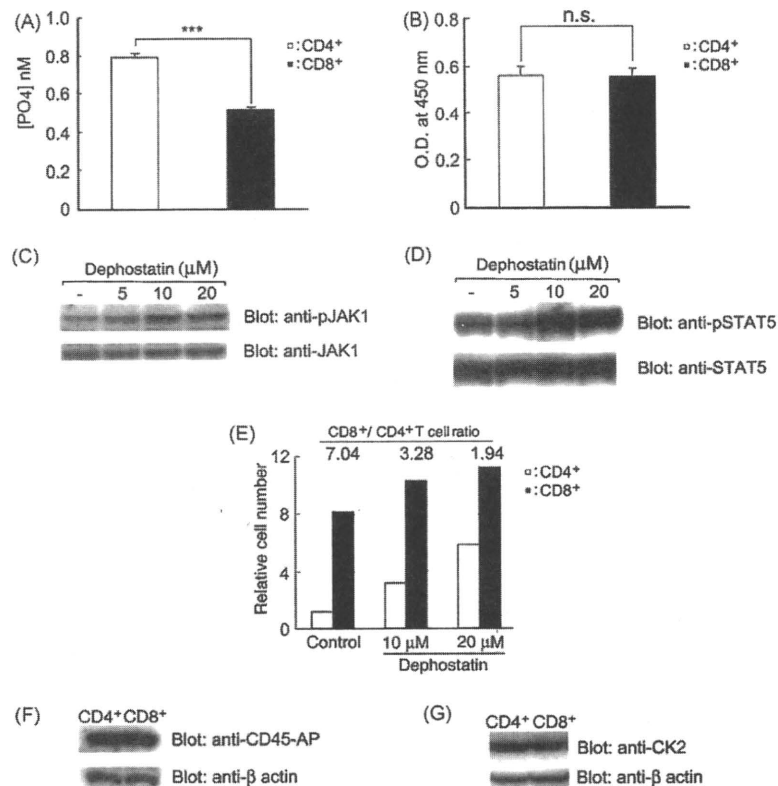 (A)
1.0
0.8
0.6
0.4
0.2
0
[PO4] nM
***
□:CD4+
■:CD8+
(B)
0.8
0.6
0.4
0.2
0
O.D. at 450 nm
n.s.
□:CD4+
■:CD8+
(C)
Dephostatin (μM)
- 5 10 20
Blot: anti-pJAK1
Blot: anti-JAK1
(D)
Dephostatin (μM)
- 5 10 20
Blot: anti-pSTAT5
Blot: anti-STAT5
(E)
CD8+/ CD4+T cell ratio
7.04 3.28 1.94
12
8
4
0
Relative cell number
□:CD4+
■:CD8+
Control 10 μM 20 μM
Dephostatin
(F)
CD4+ CD8+
Blot: anti-CD45-AP
Blot: anti-β actin
(G)
CD4+ CD8+
Blot: anti-CK2
Blot: anti-β actin